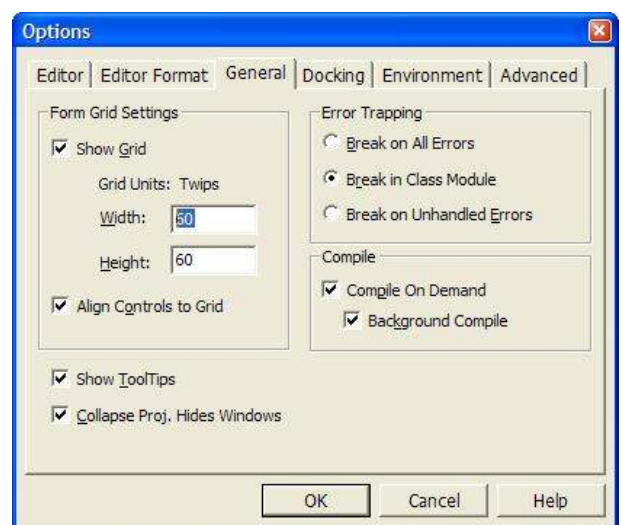 Options
Editor Editor Format General Docking Environment Advanced
Form Grid Settings
Show Grid
Grid Units: Twips
Width: 60
Height: 60
Align Controls to Grid
Show ToolTips
Collapse Proj. Hides Windows
Error Trapping
Break on All Errors
Break in Class Module
Break on Unhandled Errors
Compile
Compile On Demand
Background Compile
OK Cancel Help